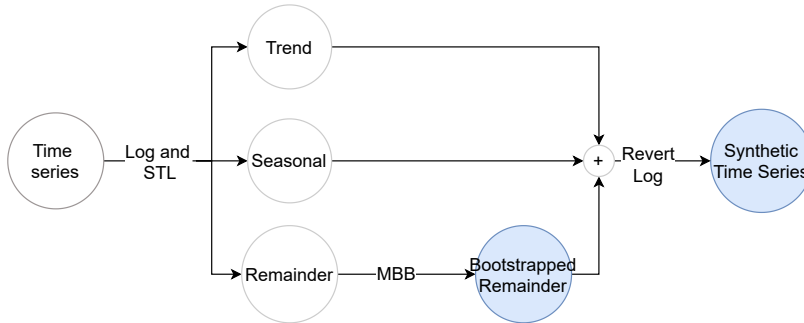 Trend
Time
series
Log and
STL
Seasonal
+
Revert
Log
Synthetic
Time Series
Remainder
MBB
Bootstrapped
Remainder